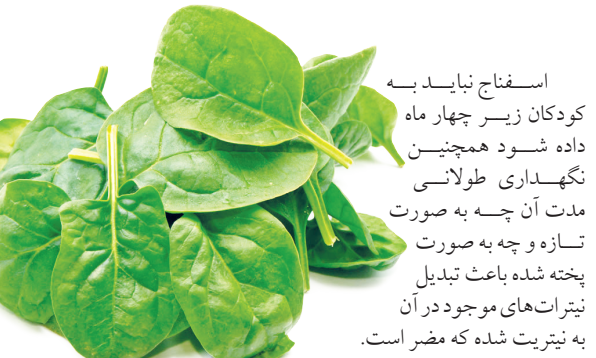 اسفناج نباید به
کودکان زیر چهار ماه
داده شود همچنین
نگهداری طولانی
مدت آن چه به صورت
تازه و چه به صورت
پخته شده باعث تبدیل
نیترات‌های موجود در آن
به نیتریت شده که مضر است.